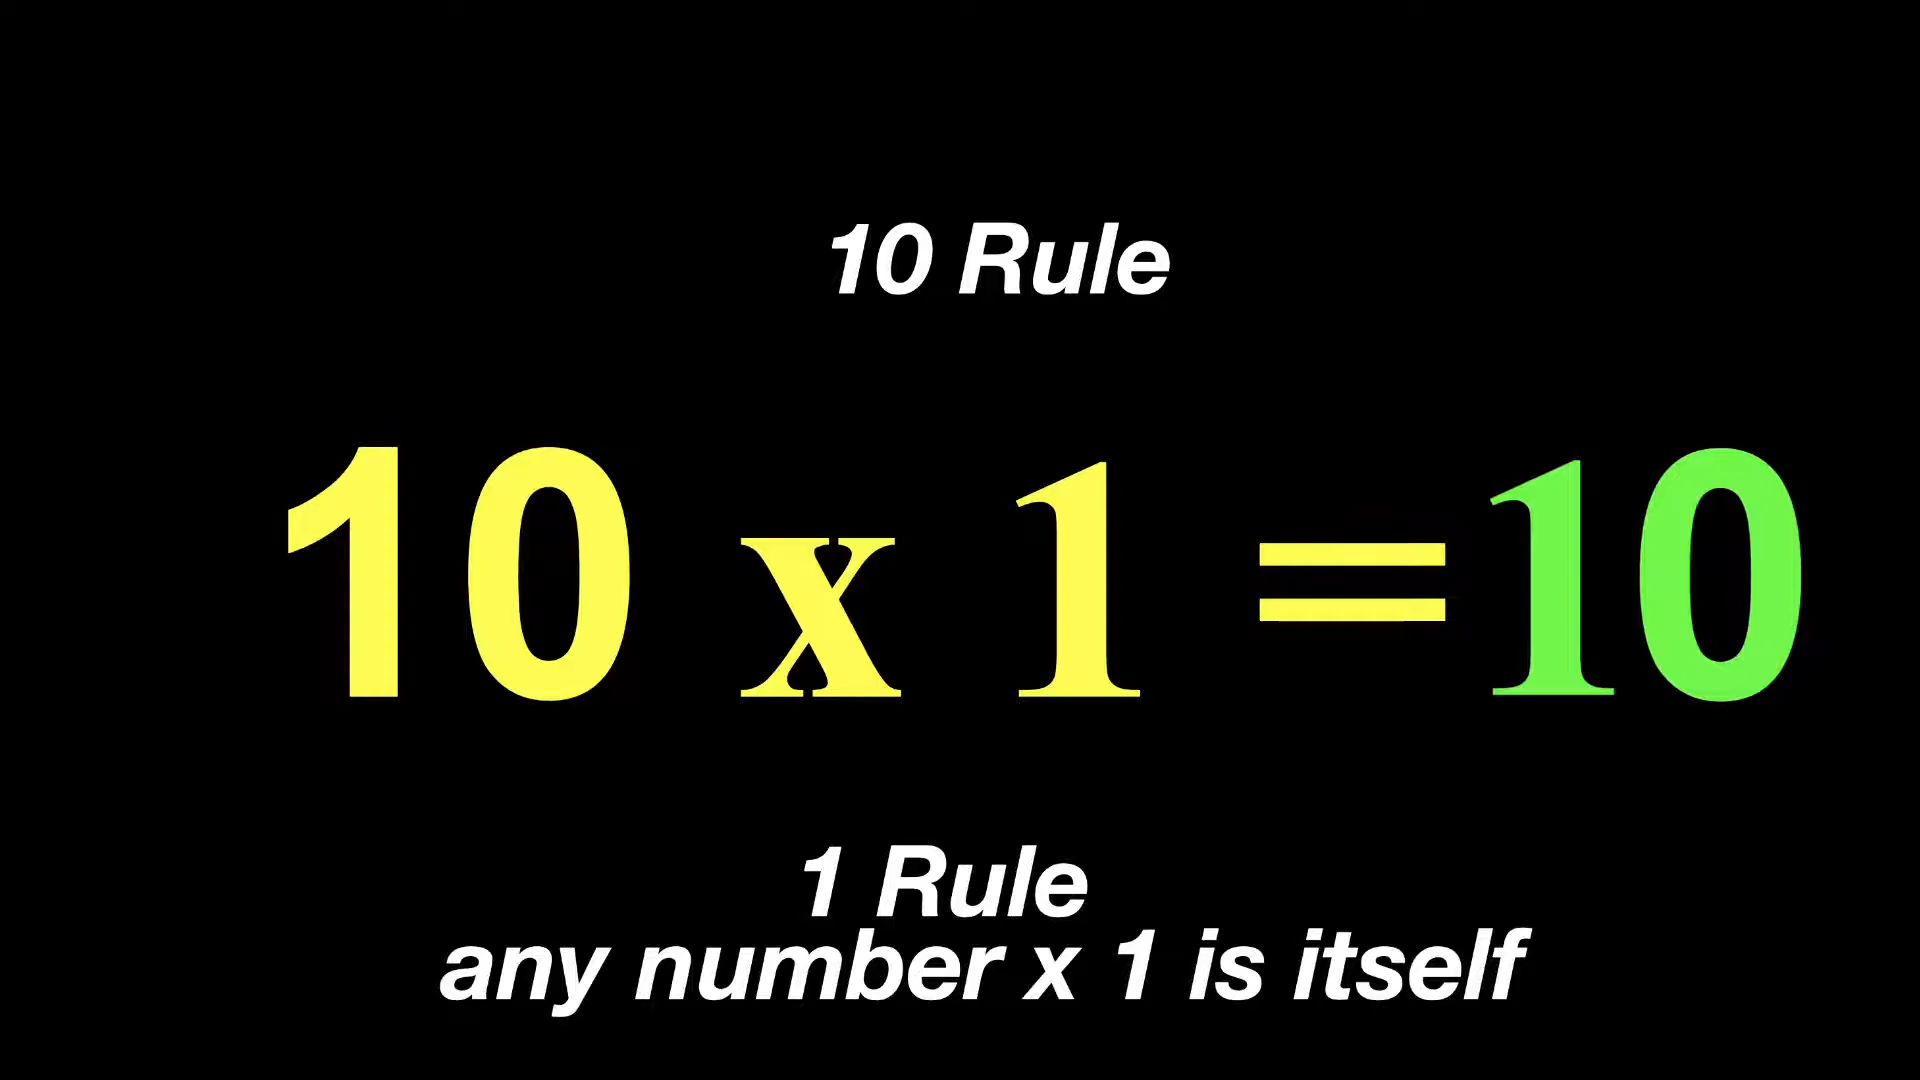 10 Rule
10 x 1 =10
1 Rule
any number x 1 is itself